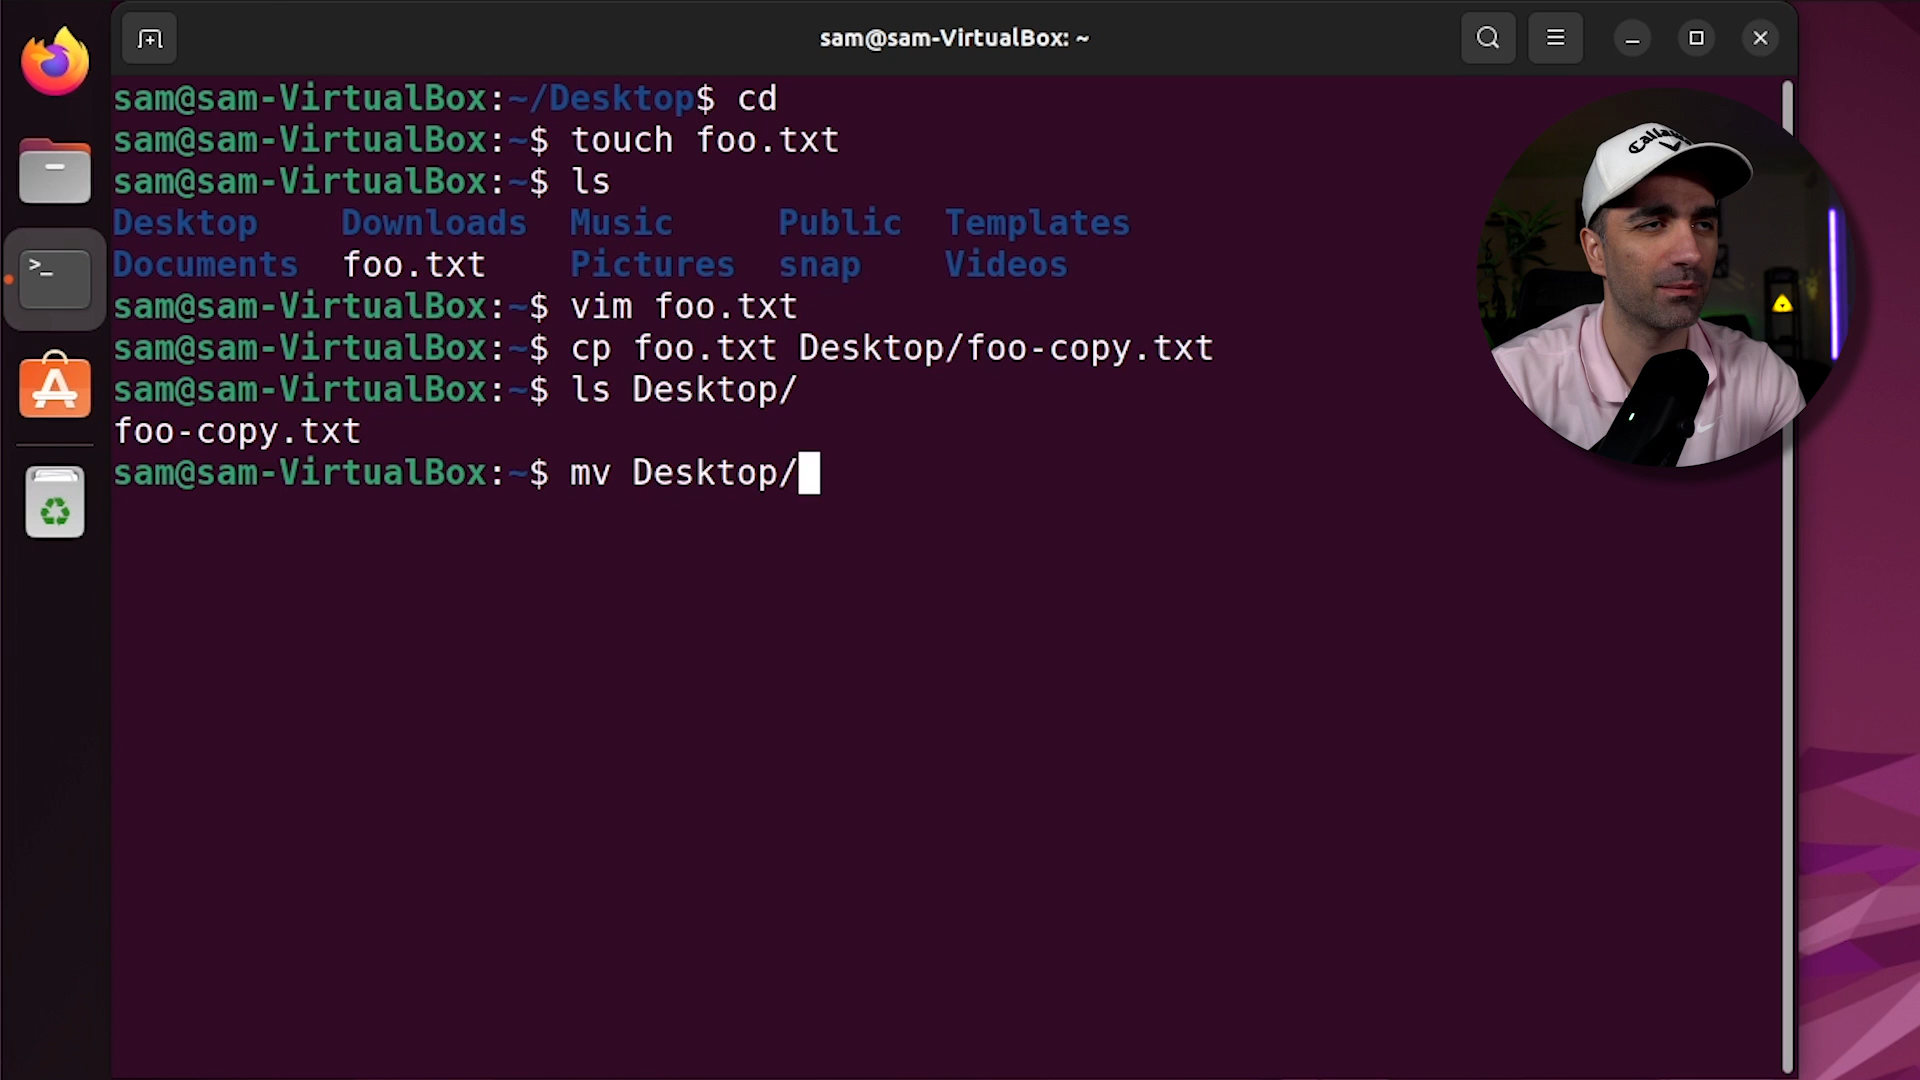 sam@sam-VirtualBox: ~
sam@sam-VirtualBox:~/Desktop$ cd
sam@sam-VirtualBox:~$ touch foo.txt
sam@sam-VirtualBox:~$ ls
Desktop Downloads Music Public Templates
Documents foo.txt Pictures snap Videos
sam@sam-VirtualBox:~$ vim foo.txt
sam@sam-VirtualBox:~$ cp foo.txt Desktop/foo-copy.txt
sam@sam-VirtualBox:~$ ls Desktop/
foo-copy.txt
sam@sam-VirtualBox:~$ mv Desktop/